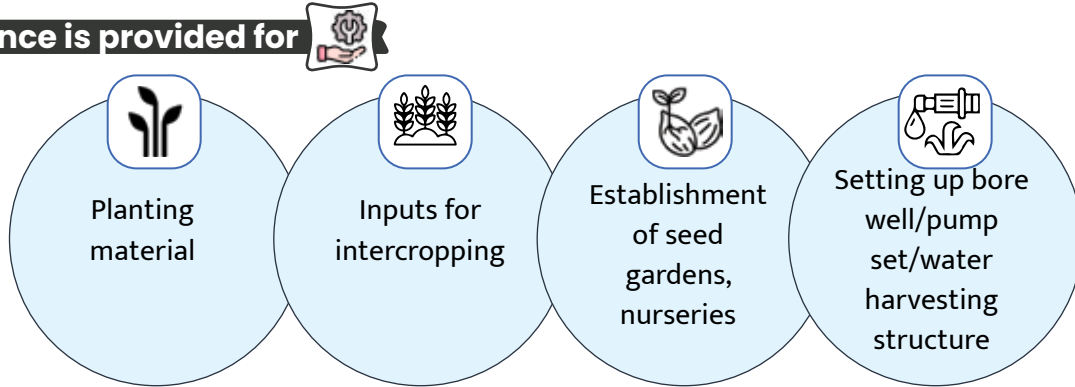 nce is provided for
Planting
material
Inputs for
intercropping
Establishment
of seed
gardens,
nurseries
Setting up bore
well/pump
set/water
harvesting
structure